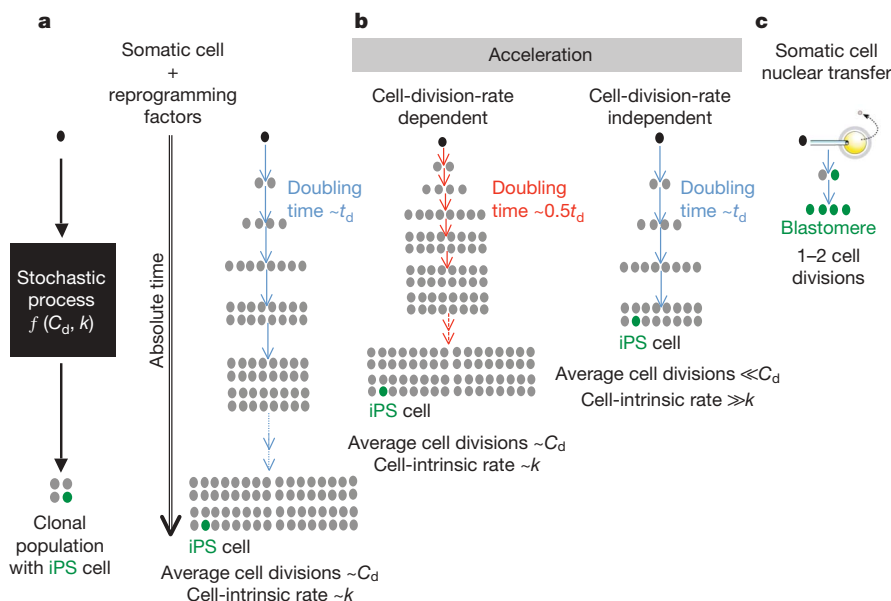 a
Somatic cell
+
reprogramming
factors
Stochastic
process
f (Cd, k)
Clonal
population
with iPS cell
Absolute time
Doubling
time ~td
iPS cell
Average cell divisions ~Cd
Cell-intrinsic rate ~k
b
Acceleration
Cell-division-rate
dependent
Doubling
time ~0.5td
iPS cell
Average cell divisions ~Cd
Cell-intrinsic rate ~k
Cell-division-rate
independent
Doubling
time ~td
iPS cell
Average cell divisions ≪Cd
Cell-intrinsic rate ≫k
c
Somatic cell
nuclear transfer
Blastomere
1–2 cell
divisions